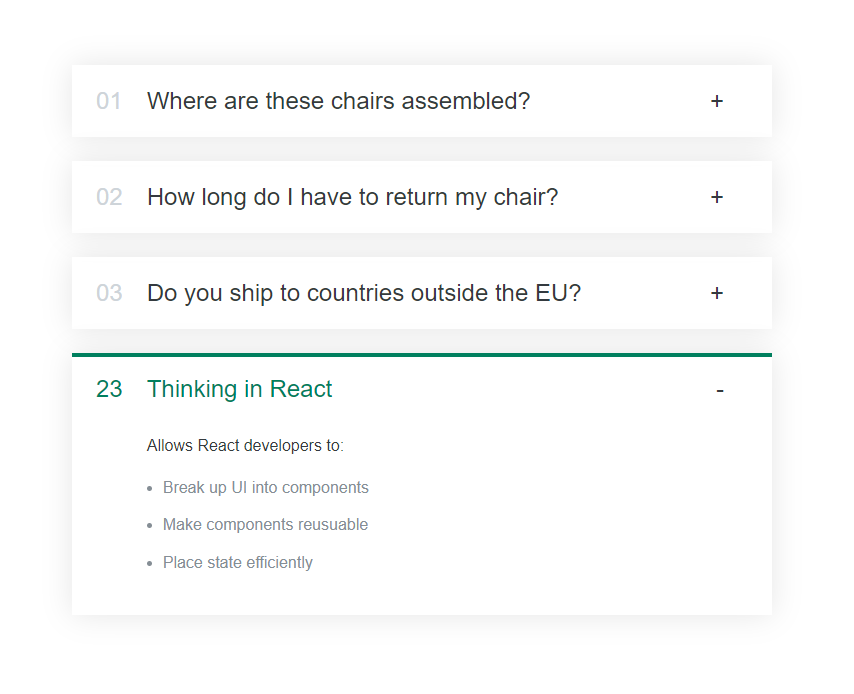 01 Where are these chairs assembled? +
02 How long do I have to return my chair? +
03 Do you ship to countries outside the EU? +
23 Thinking in React -
Allows React developers to:
• Break up UI into components
• Make components reusuable
• Place state efficiently